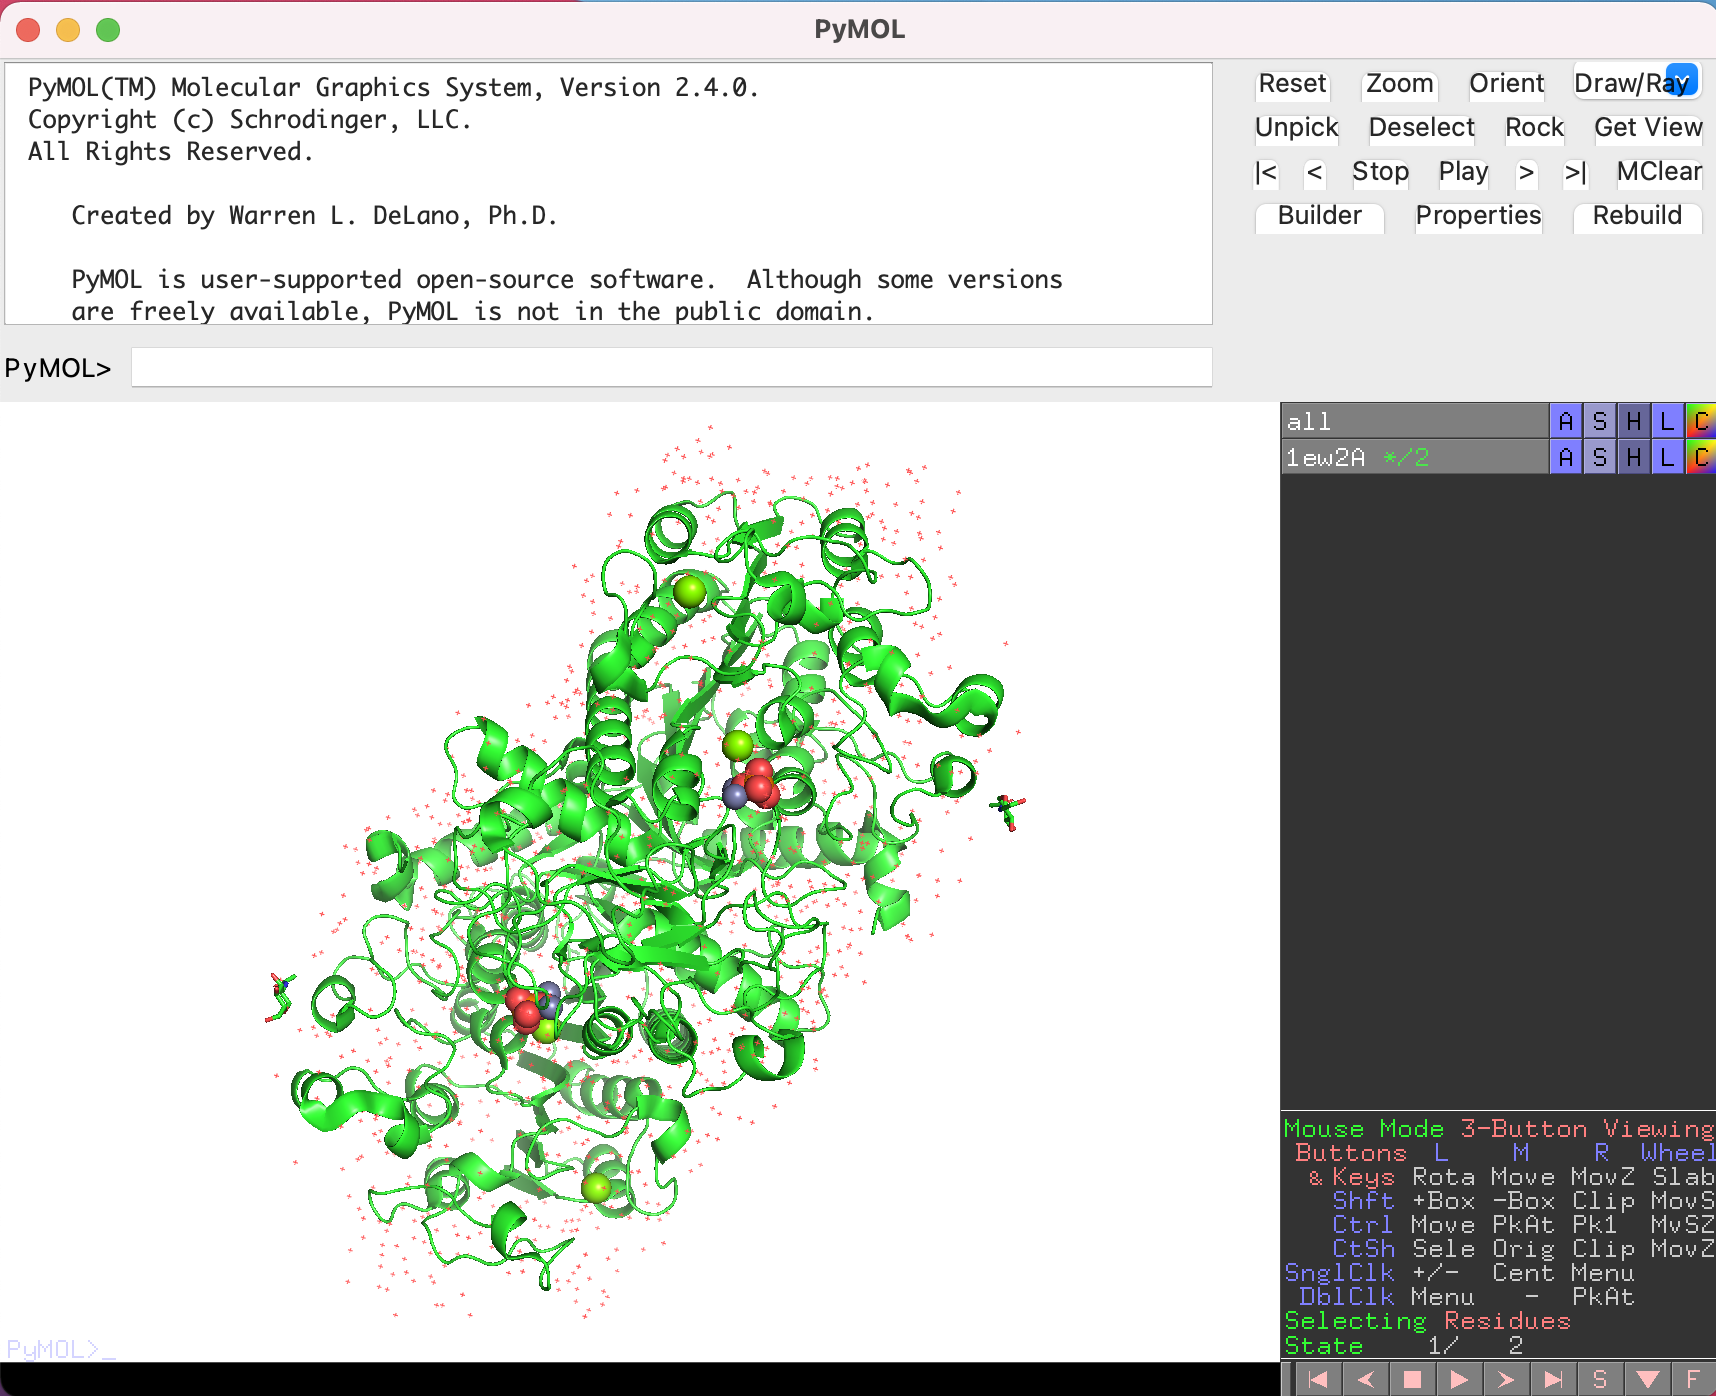 PyMOL
PyMOL(TM) Molecular Graphics System, Version 2.4.0.
Copyright (c) Schrodinger, LLC.
All Rights Reserved.
Created by Warren L. DeLano, Ph.D.
PyMOL is user-supported open-source software.  Although some versions
are freely available, PyMOL is not in the public domain.
Reset Zoom Orient Draw/Ray
Unpick Deselect Rock Get View
|< < Stop Play > >| MClear
Builder Properties Rebuild
PyMOL>
all A S H L C
1ew2A */2 A S H L C
Mouse Mode 3-Button Viewing
Buttons L M R Wheel
& Keys Rota Move MovZ Slab
Shft +Box -Box Clip MovS
Ctrl Move PkAt Pk1 MvSZ
CtSh Sele Orig Clip MovZ
SnglClk +/- Cent Menu
DblClk Menu - PkAt
Selecting Residues
State 1/ 2
PyMOL>_
S F